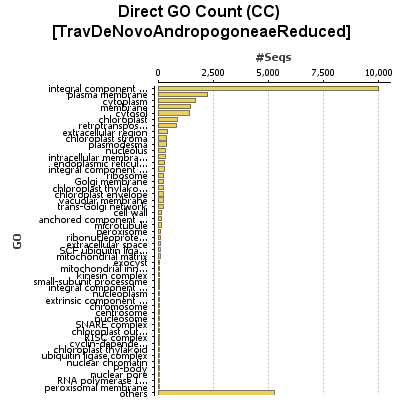 Direct GO Count (CC)
[TravDeNovoAndropogoneaeReduced]
#Seqs
0 2,500 5,000 7,500 10,000
GO
integral component ...
plasma membrane
cytoplasm
membrane
cytosol
chloroplast
retrotranspos...
extracellular region
chloroplast stroma
plasmodesma
nucleolus
intracellular membra...
endoplasmic reticul...
integral component ...
ribosome
Golgi membrane
chloroplast thylako...
chloroplast envelope
vacuolar membrane
trans-Golgi network
cell wall
anchored component ...
microtubule
peroxisome
ribonucleoprote...
extracellular space
SCF ubiquitin liga...
mitochondrial matrix
exocyst
mitochondrial inn...
kinesin complex
small-subunit processome
integral component ...
nucleoplasm
extrinsic component ...
chromosome
centrosome
nucleosome
SNARE complex
chloroplast out...
RISC complex
cyclin-depende...
chloroplast thylakoid
ubiquitin ligase complex
nuclear chromatin
P-body
nuclear pore
RNA polymerase I...
peroxisomal membrane
others